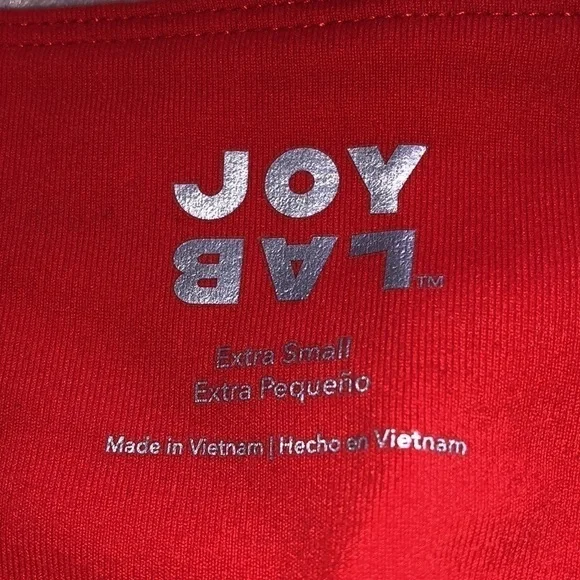 JOY
LAB™
Extra Small
Extra Pequeño
Made in Vietnam | Hecho en Vietnam